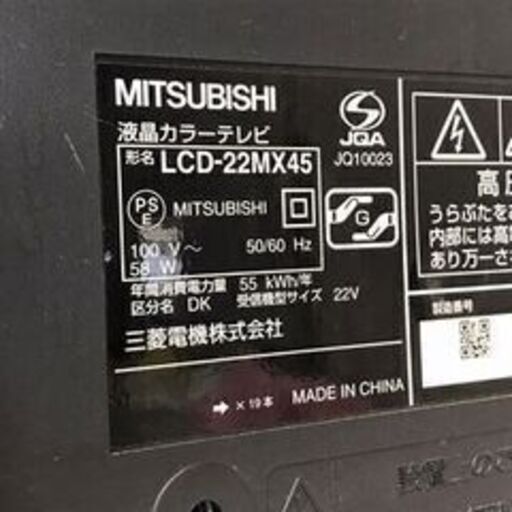 MITSUBISHI
液晶カラーテレビ
形名 LCD-22MX45
PS
E
MITSUBISHI
100 V～ 50/60 Hz
58 W
年間消費電力量 55 kWh/年
区分名 DK 受信機型サイズ 22V
三菱電機株式会社
× 19本
MADE IN CHINA
S
JQA
JQ10023
G
高
うらぶたをあ
内部には高
あり万一さ
製造番号